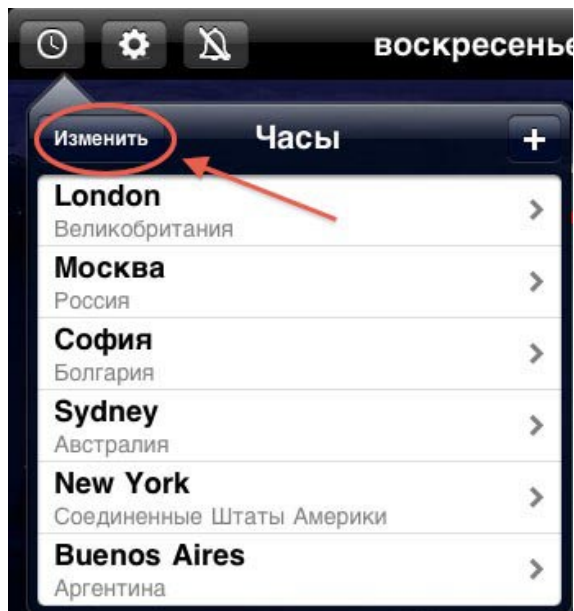 воскресенье
Изменить Часы +
London
Великобритания
Москва
Россия
София
Болгария
Sydney
Австралия
New York
Соединенные Штаты Америки
Buenos Aires
Аргентина